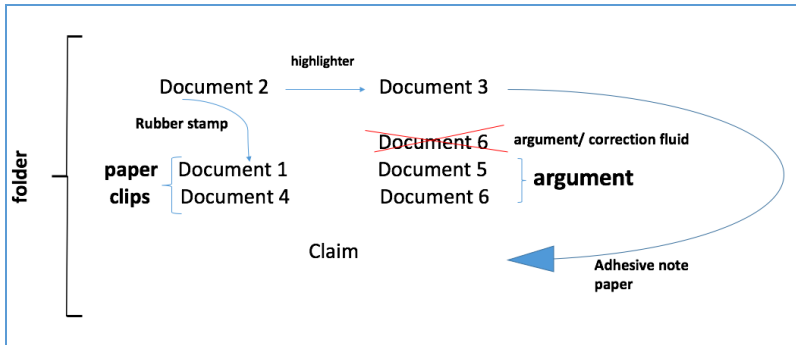 highlighter
Document 2
Document 3
Rubber stamp
Document 6
argument/ correction fluid
folder
paper
clips
Document 1
Document 4
Document 5
Document 6
argument
Claim
Adhesive note
paper